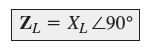 Z_L = X_L ∠90°